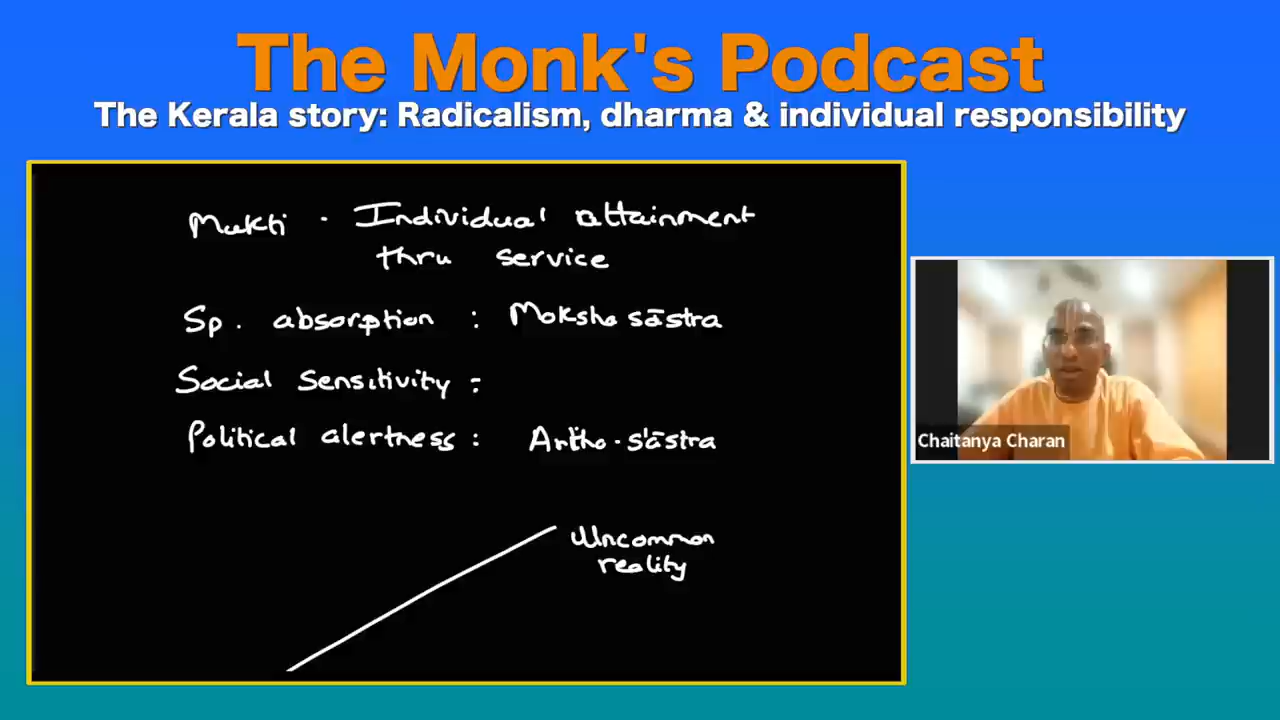 The Monk's Podcast
The Kerala story: Radicalism, dharma & individual responsibility
Mukti · Individual attainment
thru service
Sp. absorption : Moksha sāstra
Social Sensitivity :
Political alertness : Artha-śāstra
Uncommon
reality
Chaitanya Charan